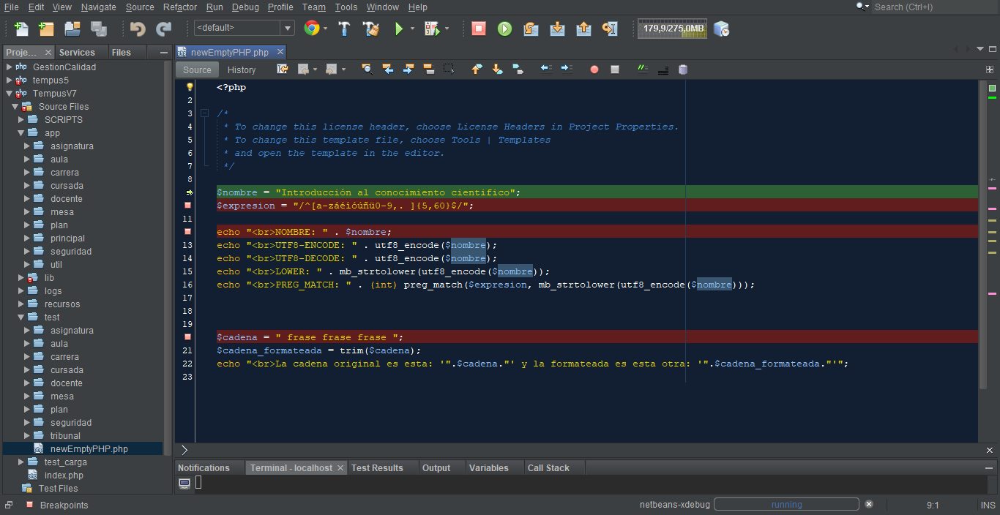 File Edit View Navigate Source Refactor Run Debug Profile Team Tools Window Help
Search (Ctrl+I)
<default>
179,9/275,0MB
Proje... Services Files
newEmptyPHP.php
Source History
GestionCalidad
tempus5
TempusV7
Source Files
SCRIPTS
app
asignatura
aula
carrera
cursada
docente
mesa
plan
principal
seguridad
util
lib
logs
recursos
test
asignatura
aula
carrera
cursada
docente
mesa
plan
seguridad
tribunal
newEmptyPHP.php
test_carga
index.php
Test Files
<?php
2
3 /*
4 * To change this license header, choose License Headers in Project Properties.
5 * To change this template file, choose Tools | Templates
6 * and open the template in the editor.
7 */
8
$nombre = "Introducción al conocimiento cientifico";
$expresion = "/^[a-záéíóúñü0-9,. ]{5,60}$/";
11
echo "<br>NOMBRE: " . $nombre;
13 echo "<br>UTF8-ENCODE: " . utf8_encode($nombre);
14 echo "<br>UTF8-DECODE: " . utf8_encode($nombre);
15 echo "<br>LOWER: " . mb_strtolower(utf8_encode($nombre));
16 echo "<br>PREG_MATCH: " . (int) preg_match($expresion, mb_strtolower(utf8_encode($nombre)));
17
18
19
$cadena = " frase frase frase ";
21 $cadena_formateada = trim($cadena);
22 echo "<br>La cadena original es esta: '".$cadena."' y la formateada es esta otra: '".$cadena_formateada."'";
23
Notifications Terminal - localhost Test Results Output Variables Call Stack
Breakpoints
netbeans-xdebug running 9:1 INS